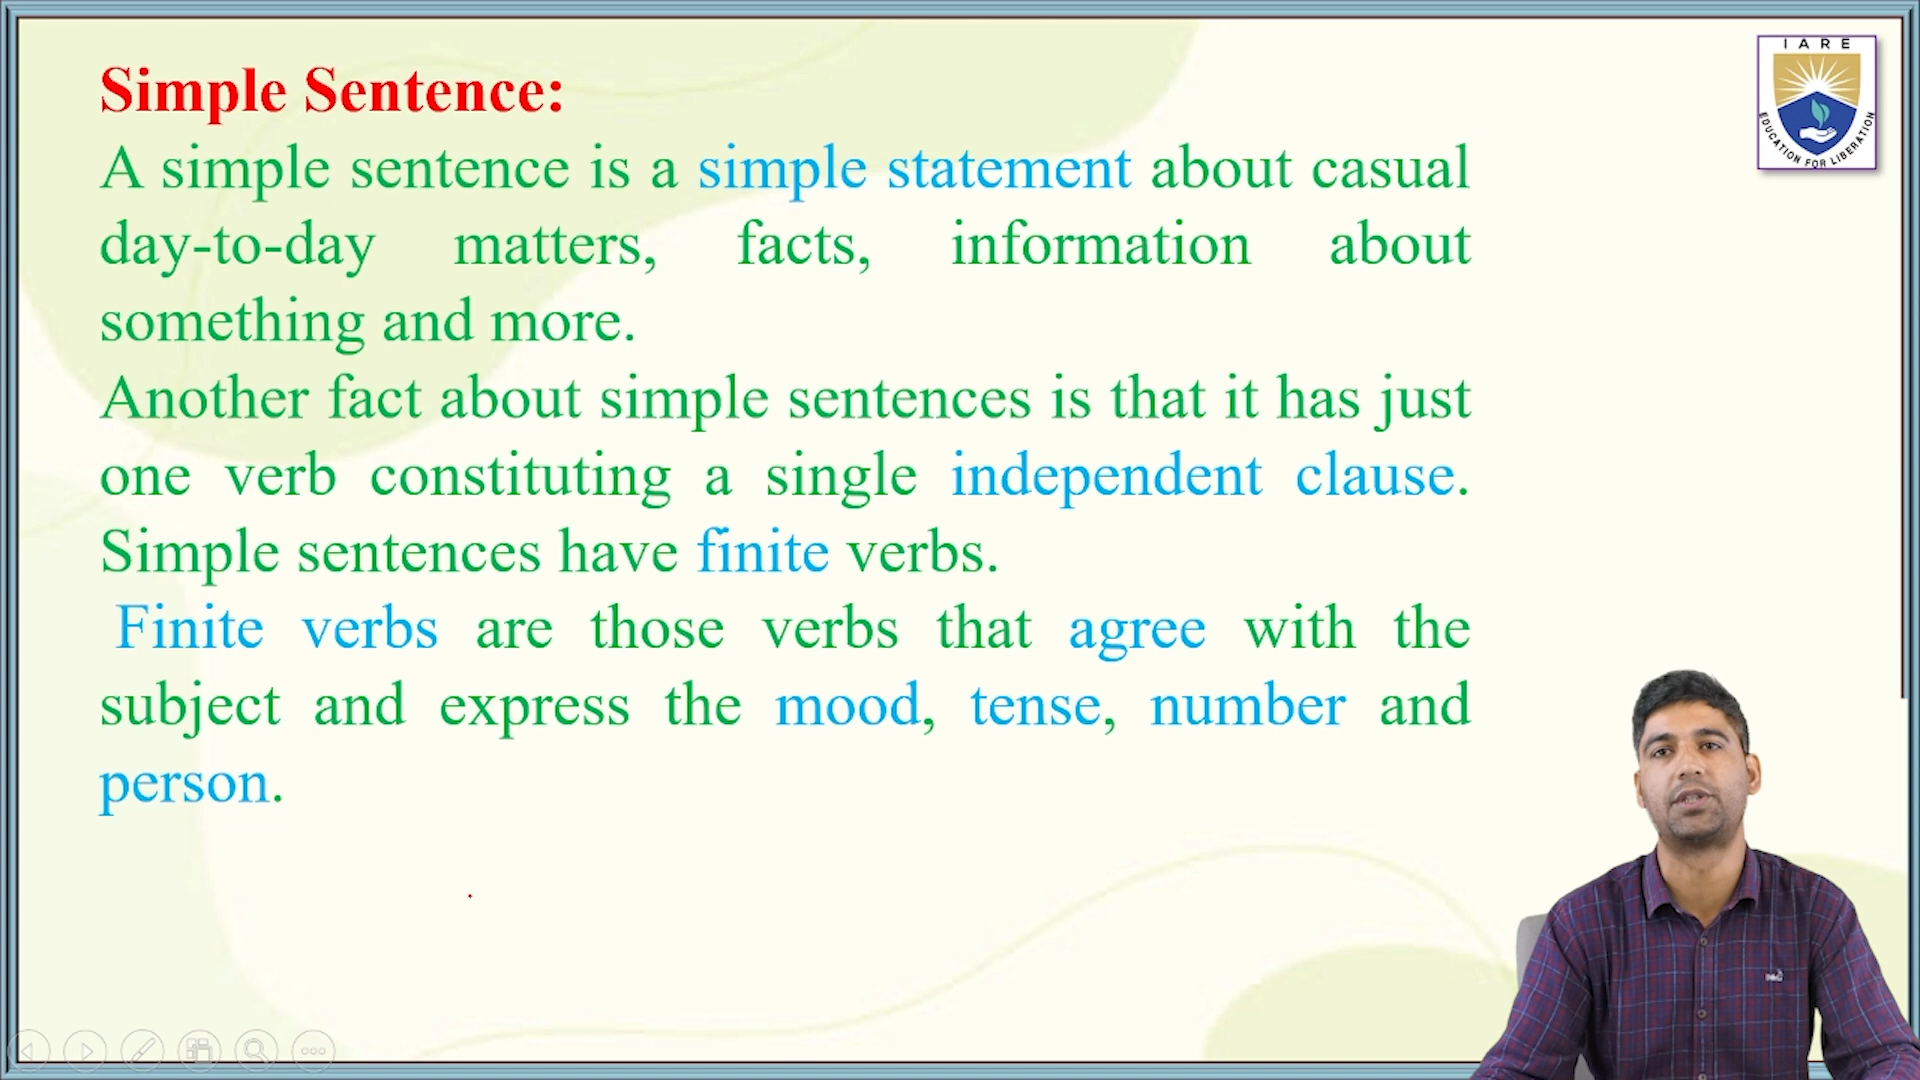 Simple Sentence:
A simple sentence is a simple statement about casual
day-to-day matters, facts, information about
something and more.
Another fact about simple sentences is that it has just
one verb constituting a single independent clause.
Simple sentences have finite verbs.
Finite verbs are those verbs that agree with the
subject and express the mood, tense, number and
person.
IARE
EDUCATION FOR LIBERATION